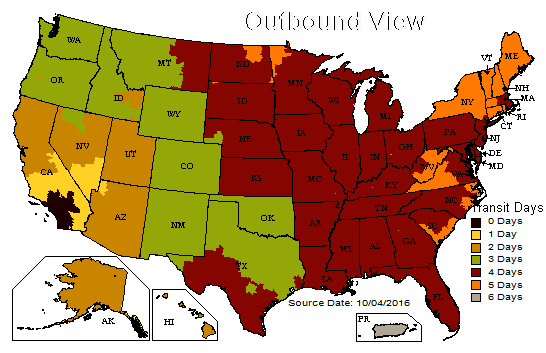 Outbound View
WA
OR
MT
ID
WY
NV
UT
CA
AZ
CO
NM
ND
SD
NE
KS
OK
TX
MN
IA
MO
AR
LA
WI
IL
MI
IN
OH
KY
TN
MS
AL
GA
FL
SC
NC
VA
WV
PA
NY
VT
ME
NH
MA
RI
CT
NJ
DE
MD
AK
HI
PR
Transit Days
0 Days
1 Day
2 Days
3 Days
4 Days
5 Days
6 Days
Source Date: 10/04/2016